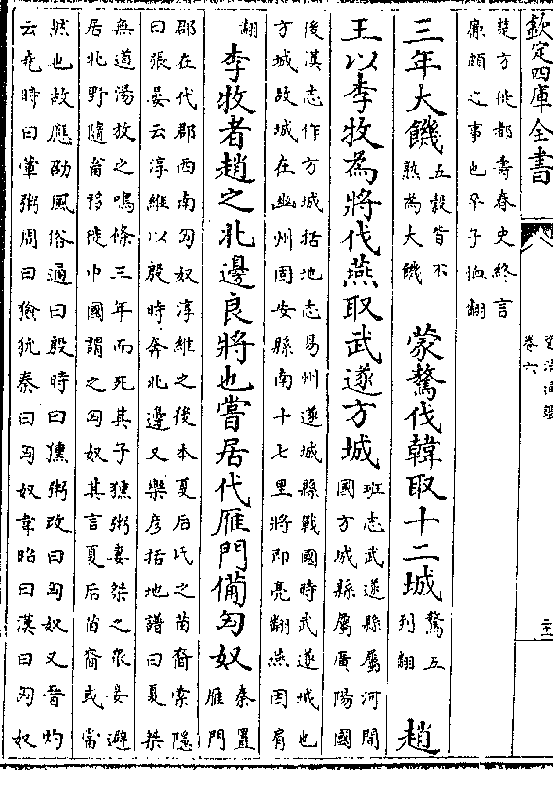 欽定四庫全書
卷六
楚方徙都壽春史終言
廉頗之事也卒子恤翻
三年大饑五穀皆不
熟為大饑
蒙驁伐韓取十二城驁五
到翻
趙
王以李牧為將伐燕取武遂方城班志武遂縣屬河間
國方城縣屬廣陽國
後漢志作方城括地志易州遂城縣戰國時武遂城也
方城故城在幽州固安縣南十七里將即亮翻燕因肩
翻
李牧者趙之北邊良將也嘗居代雁門備匈奴秦置
雁門
郡在代郡西南匈奴淳維之後本夏后氏之苗裔索隱
曰張晏云淳維以殷時奔北邊又樂彦括地譜曰夏桀
無道湯放之鳴條三年而死其子獯粥妻桀之衆妾避
居北野隨畜移徙中國謂之匈奴其言夏后苗裔或當
然也故應劭風俗通曰殷時曰獯粥改曰匈奴又晉灼
云堯時曰葷粥周曰獫狁秦曰匈奴韋昭曰漢曰匈奴